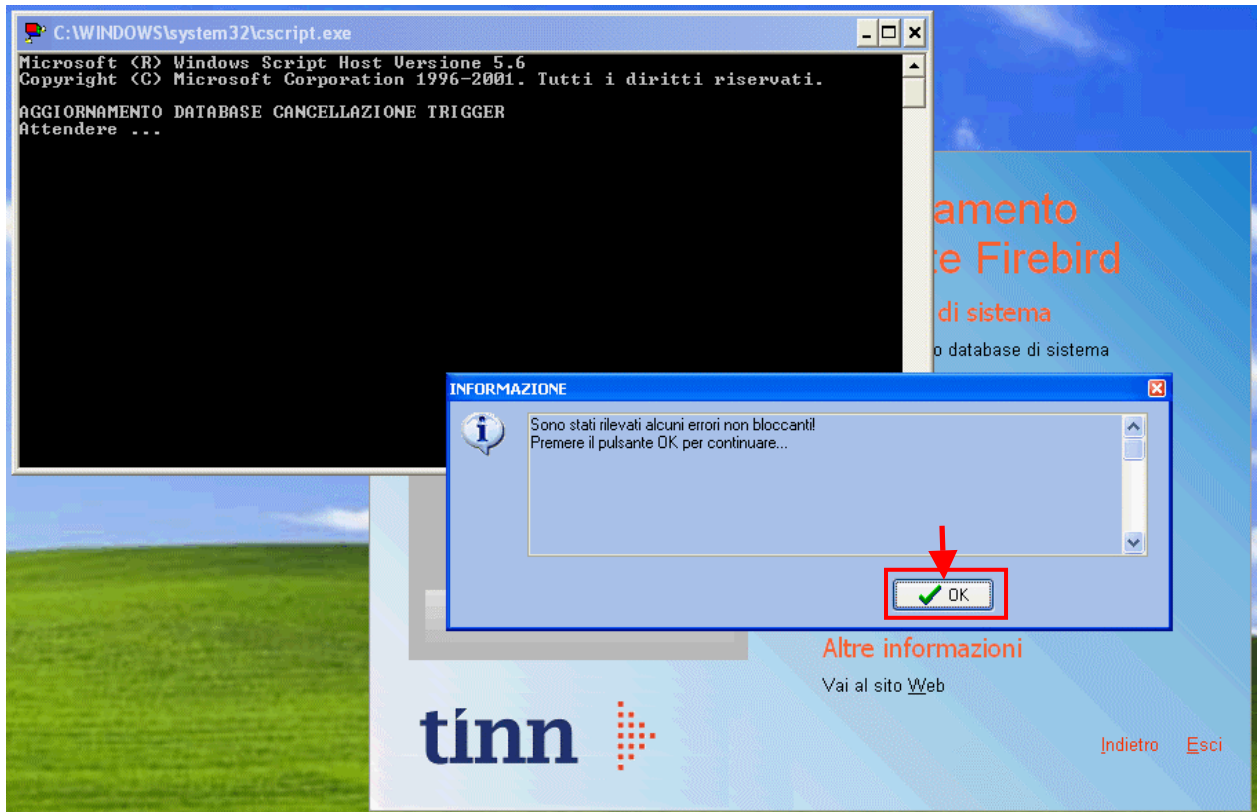 C:\WINDOWS\system32\cscript.exe
Microsoft (R) Windows Script Host Versione 5.6
Copyright (C) Microsoft Corporation 1996-2001. Tutti i diritti riservati.
AGGIORNAMENTO DATABASE CANCELLAZIONE TRIGGER
Attendere ...
amento
e Firebird
di sistema
o database di sistema
INFORMAZIONE
Sono stati rilevati alcuni errori non bloccanti!
Premere il pulsante OK per continuare...
OK
Altre informazioni
Vai al sito Web
tinn
Indietro Esci